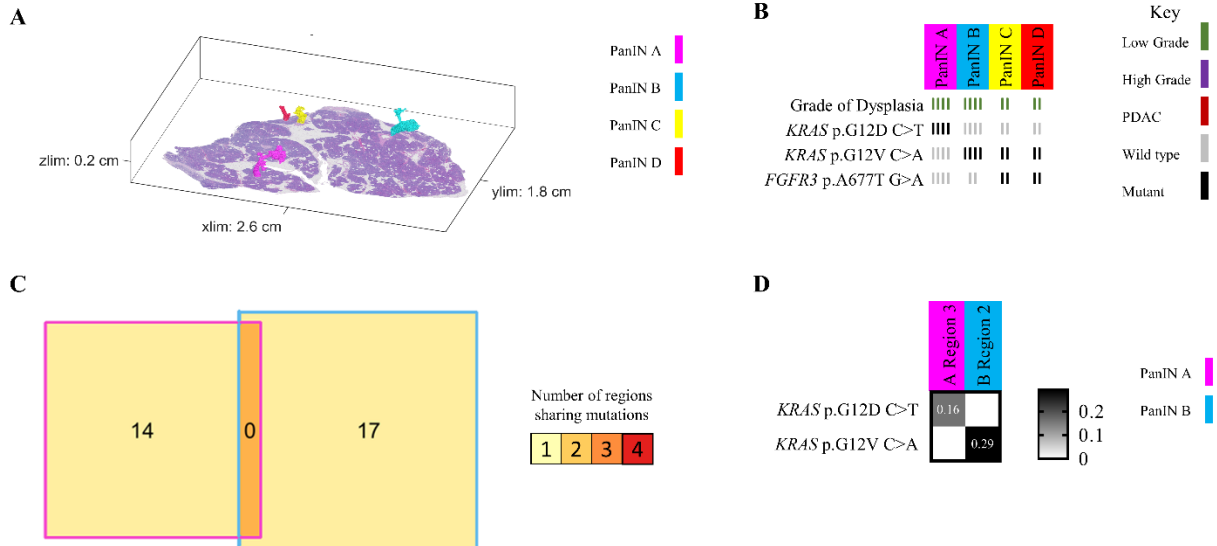 A
PanIN A
PanIN B
PanIN C
PanIN D
zlim: 0.2 cm
ylim: 1.8 cm
xlim: 2.6 cm
B
PanIN A
PanIN B
PanIN C
PanIN D
Grade of Dysplasia
KRAS p.G12D C>T
KRAS p.G12V C>A
FGFR3 p.A677T G>A
Key
Low Grade
High Grade
PDAC
Wild type
Mutant
C
14
0
17
Number of regions
sharing mutations
1 2 3 4
D
A Region 3
B Region 2
KRAS p.G12D C>T
0.16
KRAS p.G12V C>A
0.29
0.2
0.1
0
PanIN A
PanIN B